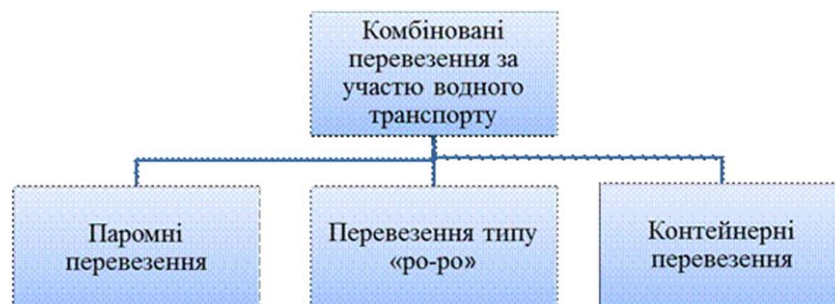 Комбіновані
перевезення за
участю водного
транспорту
Паромні
перевезення
Перевезення типу
«ро-ро»
Контейнерні
перевезення